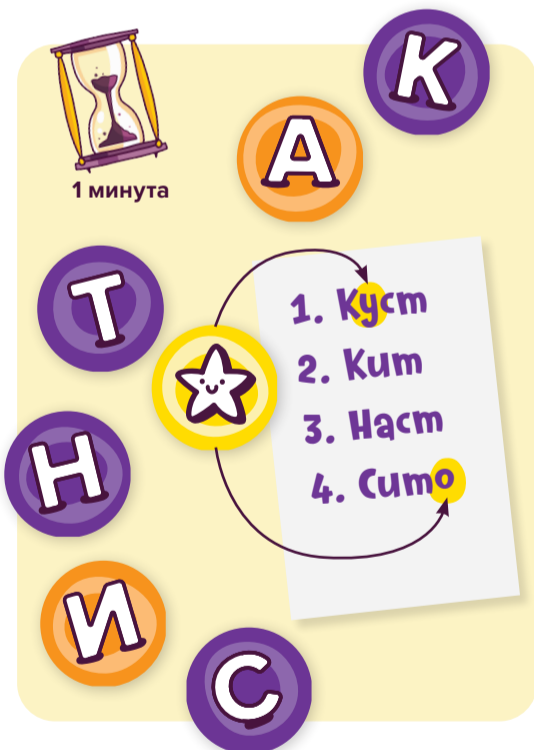 К
А
1 минута
Т
1. Куст
2. Кит
3. Наст
4. Сито
Н
И
С